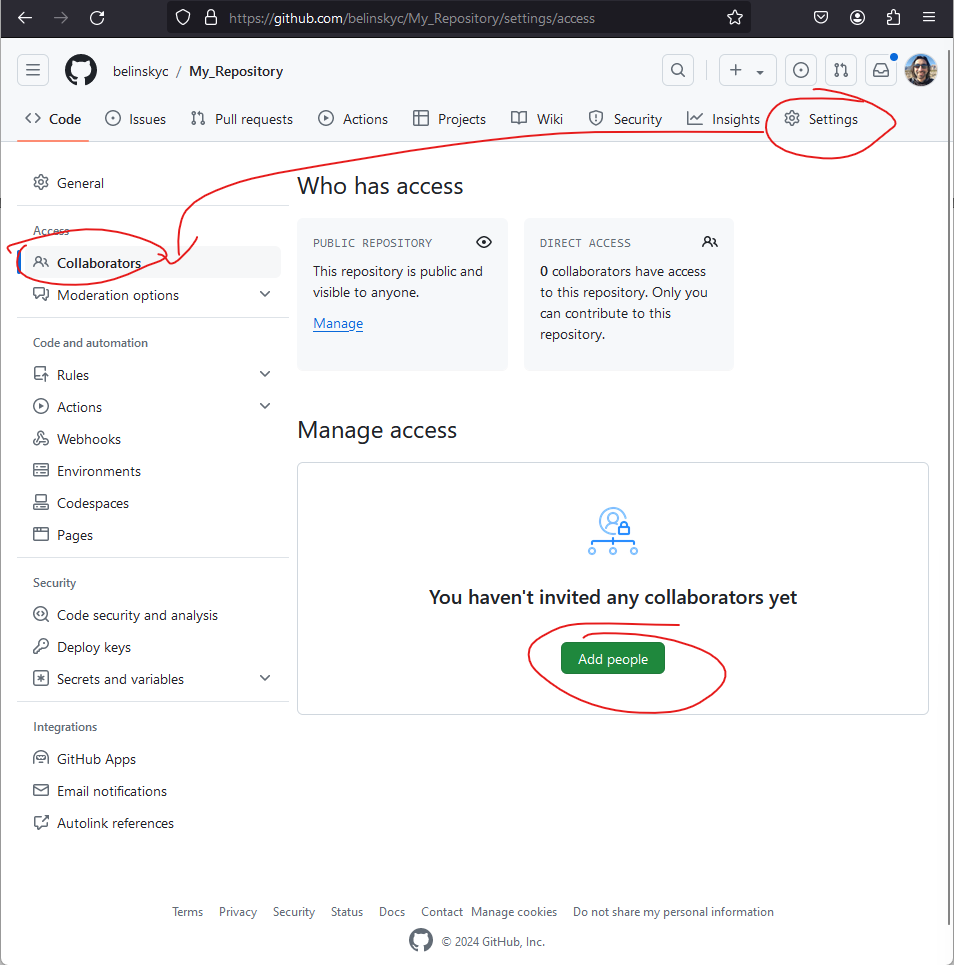 https://github.com/belinskyc/My_Repository/settings/access
belinskyc / My_Repository
Code Issues Pull requests Actions Projects Wiki Security Insights Settings
General
Access
Collaborators
Moderation options
Code and automation
Rules
Actions
Webhooks
Environments
Codespaces
Pages
Security
Code security and analysis
Deploy keys
Secrets and variables
Integrations
GitHub Apps
Email notifications
Autolink references
Who has access
PUBLIC REPOSITORY
This repository is public and
visible to anyone.
Manage
DIRECT ACCESS
0 collaborators have access
to this repository. Only you
can contribute to this
repository.
Manage access
You haven't invited any collaborators yet
Add people
Terms Privacy Security Status Docs Contact Manage cookies Do not share my personal information
© 2024 GitHub, Inc.